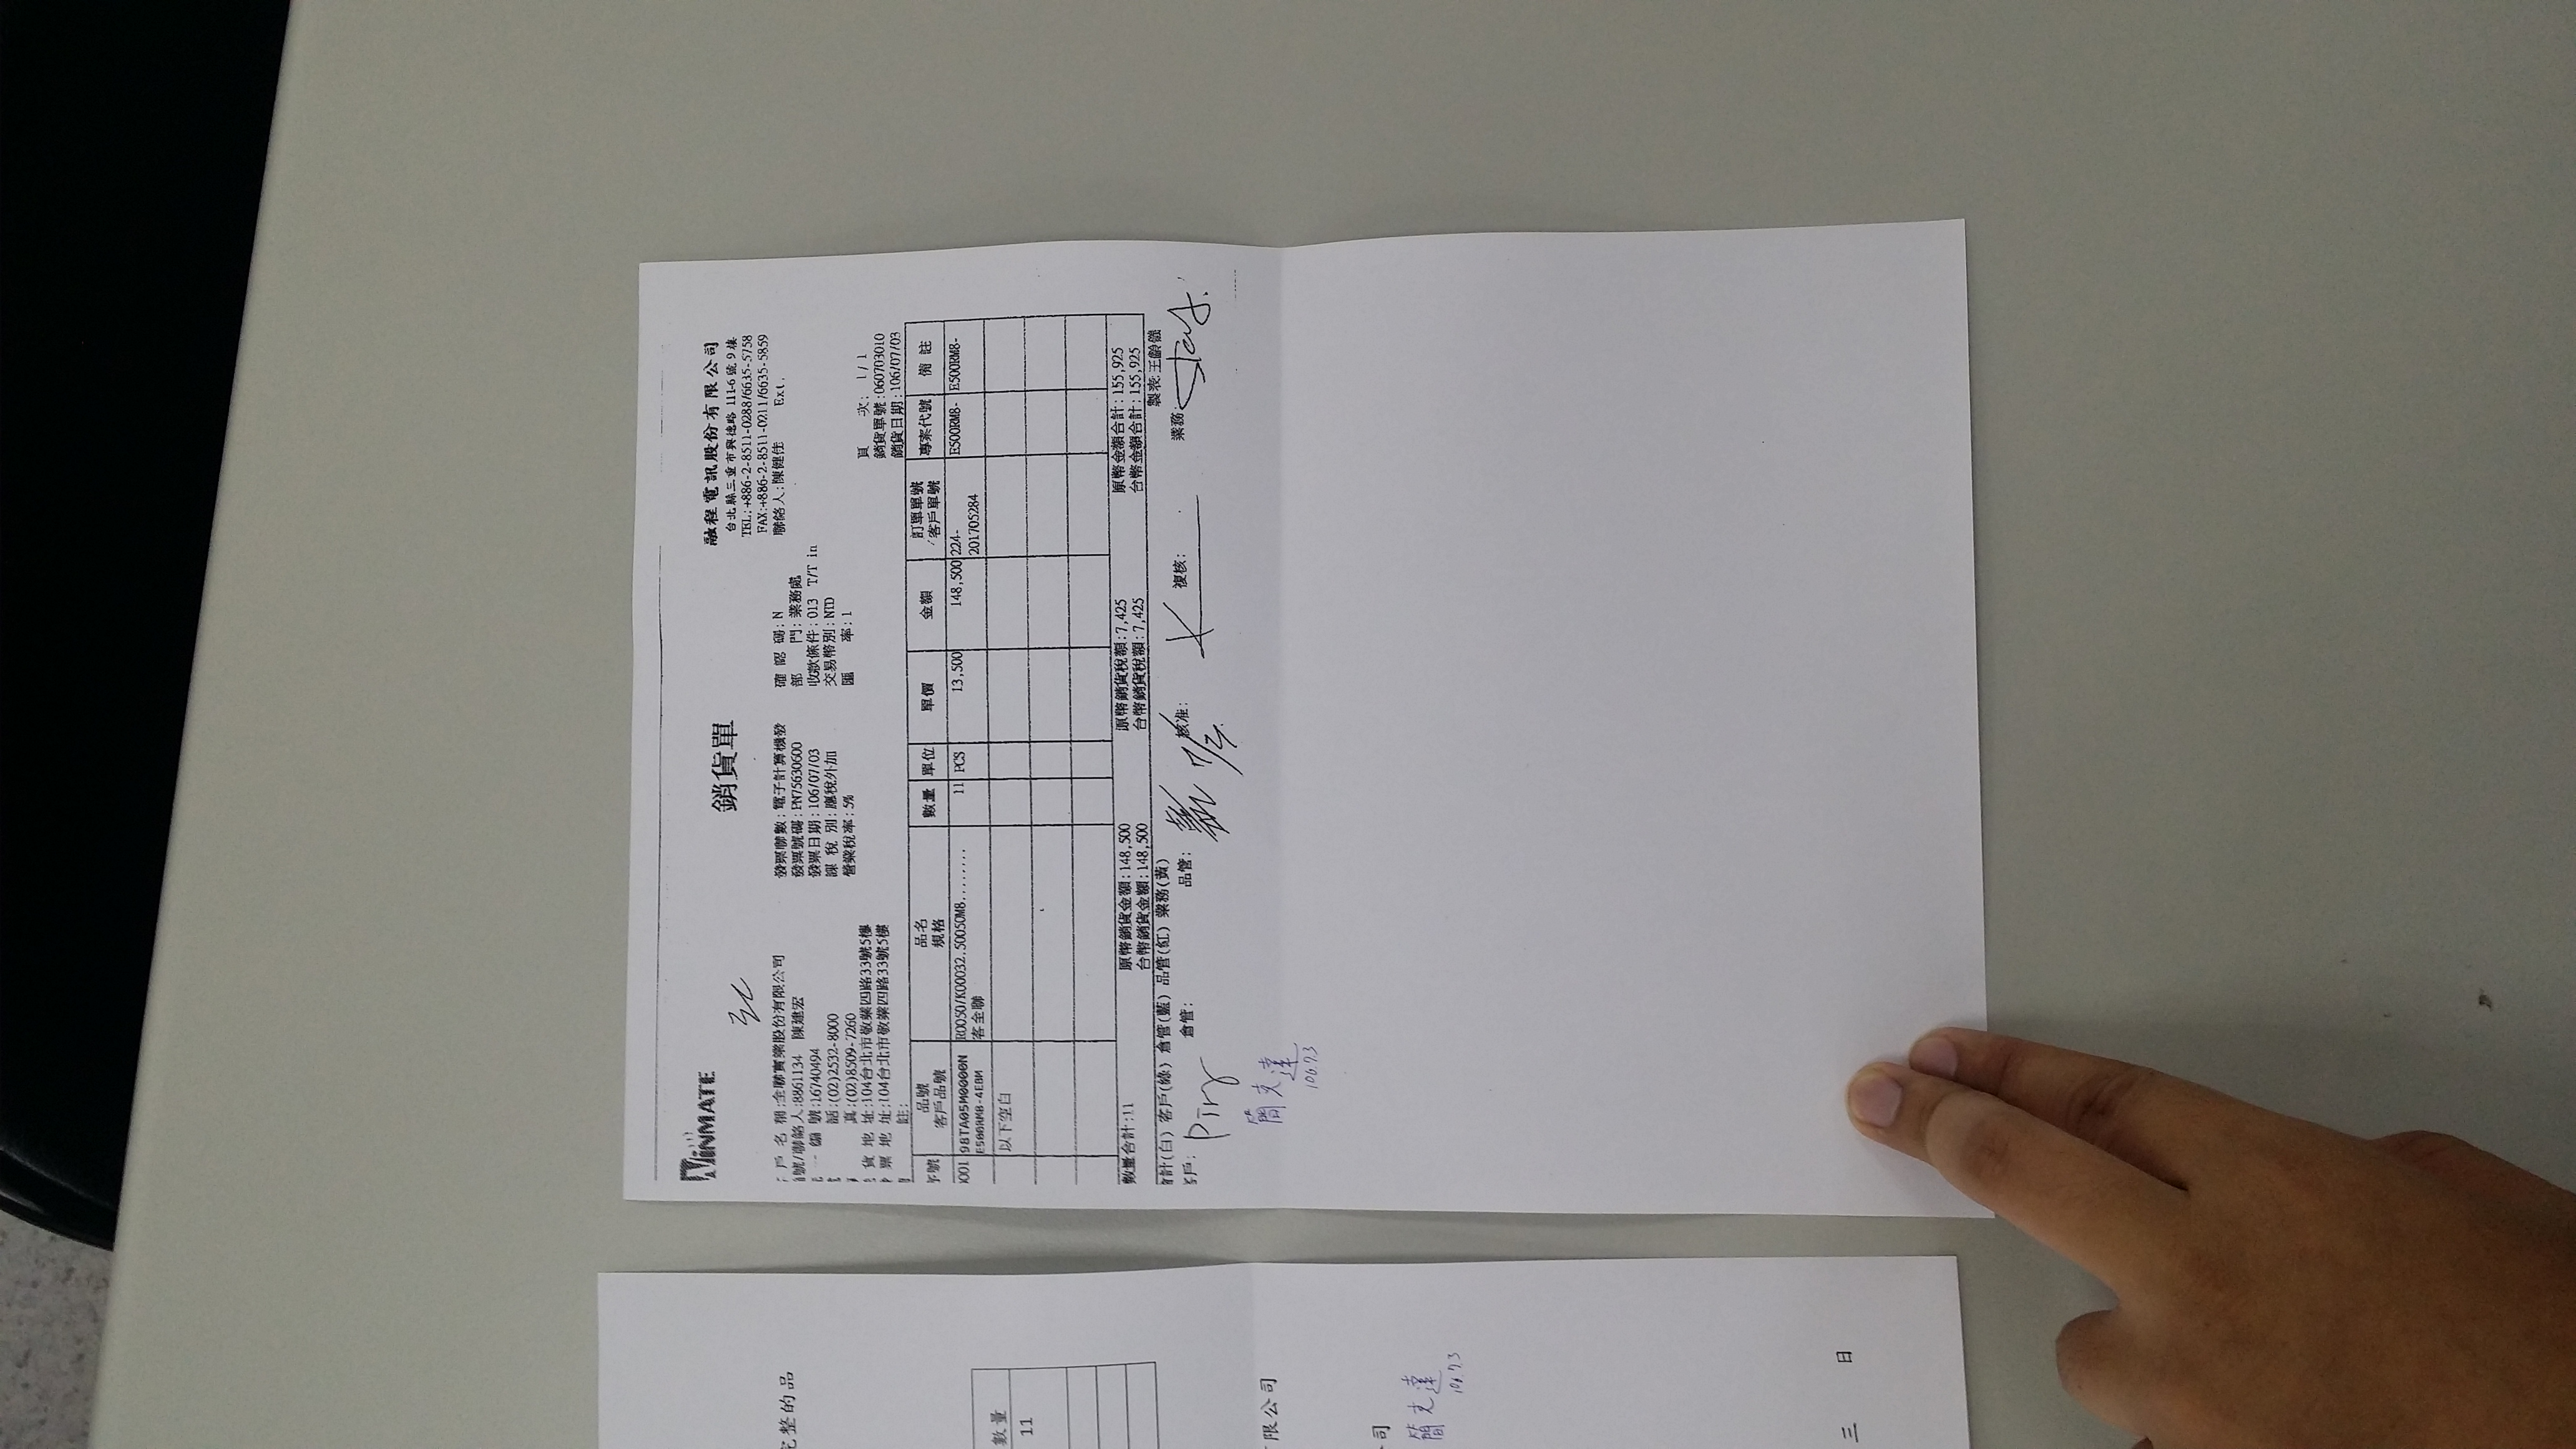 完整的品
數量
11
限公司
司
簡克達
106.7.3
三 日
WINMATE
銷貨單
融程電訊股份有限公司
台北縣三重市興德路 111-6 號 9 樓
TEL:+886-2-8511-0288/6635-5758
FAX:+886-2-8511-0211/6635-5859
戶名稱:全聯實業股份有限公司 發票聯數:電子計算機發 確認碼:N 聯絡人:陳健佳 Ext.
號/聯絡人:8861134 陳建宏 發票號碼:PN75630600 部門:業務處
一編號:16740494 發票日期:106/07/03 收款條件:013 T/T in
話:(02)2532-8000 課稅別:應稅外加 交易幣別:NTD
真:(02)8509-7260 營業稅率:5% 匯率:1
貨地址:104台北市敬業四路33號5樓 頁次: 1/1
票地址:104台北市敬業四路33號5樓 銷貨單號:060703010
註: 銷貨日期:106/07/03
序號 品號 品名 數量 單位 單價 金額 訂單單號 專案代號 備註
客戶品號 規格 客戶單號
0001 98TA05M0000N R0050/K00032.50050M8........ 11 PCS 13,500 148,500 224- E500RM8- E500RM8-
E500RM8-4EBM 客全聯 201705284
以下空白
數量合計:11 原幣銷貨金額:148,500 原幣銷貨稅額:7,425 原幣金額合計:155,925
台幣銷貨金額:148,500 台幣銷貨稅額:7,425 台幣金額合計:155,925
會計(白) 客戶(綠) 倉管(藍) 品管(紅) 業務(黃) 製表:王齡儀
客戶: 倉管: 品管: 7/3 核准: 複核: 業務:
簡克達
106.7.3